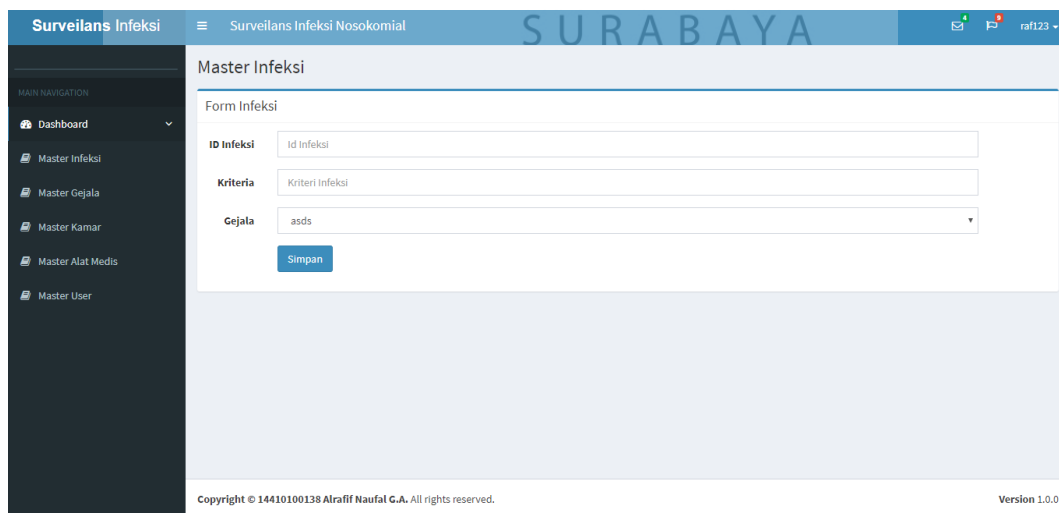 Surveilans Infeksi
Surveilans Infeksi Nosokomial
SURABAYA
4
9
raf123
Master Infeksi
MAIN NAVIGATION
Dashboard
Master Infeksi
Master Gejala
Master Kamar
Master Alat Medis
Master User
Form Infeksi
ID Infeksi
Id Infeksi
Kriteria
Kriteri Infeksi
Gejala
asds
Simpan
Copyright © 14410100138 Alrafif Naufal G.A. All rights reserved.
Version 1.0.0